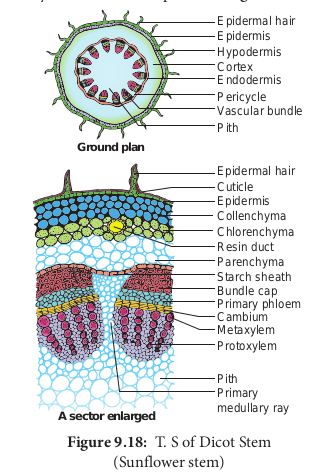 Epidermal hair
Epidermis
Hypodermis
Cortex
Endodermis
Pericycle
Vascular bundle
Pith
Ground plan
Epidermal hair
Cuticle
Epidermis
Collenchyma
Chlorenchyma
Resin duct
Parenchyma
Starch sheath
Bundle cap
Primary phloem
Cambium
Metaxylem
Protoxylem
Pith
Primary
medullary ray
A sector enlarged
Figure 9.18: T. S of Dicot Stem
(Sunflower stem)